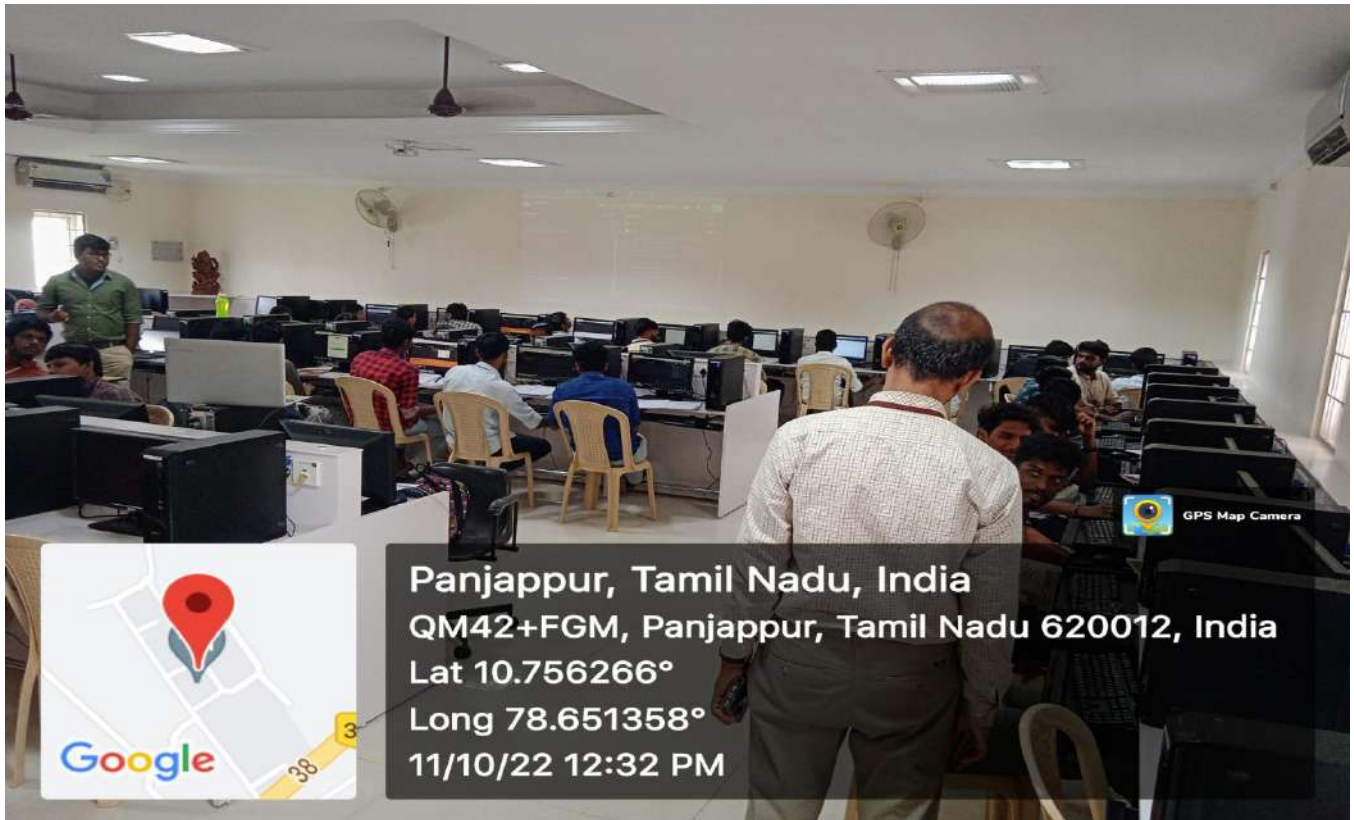 GPS Map Camera
Panjappur, Tamil Nadu, India
QM42+FGM, Panjappur, Tamil Nadu 620012, India
Lat 10.756266°
Long 78.651358°
11/10/22 12:32 PM
Google
38
3